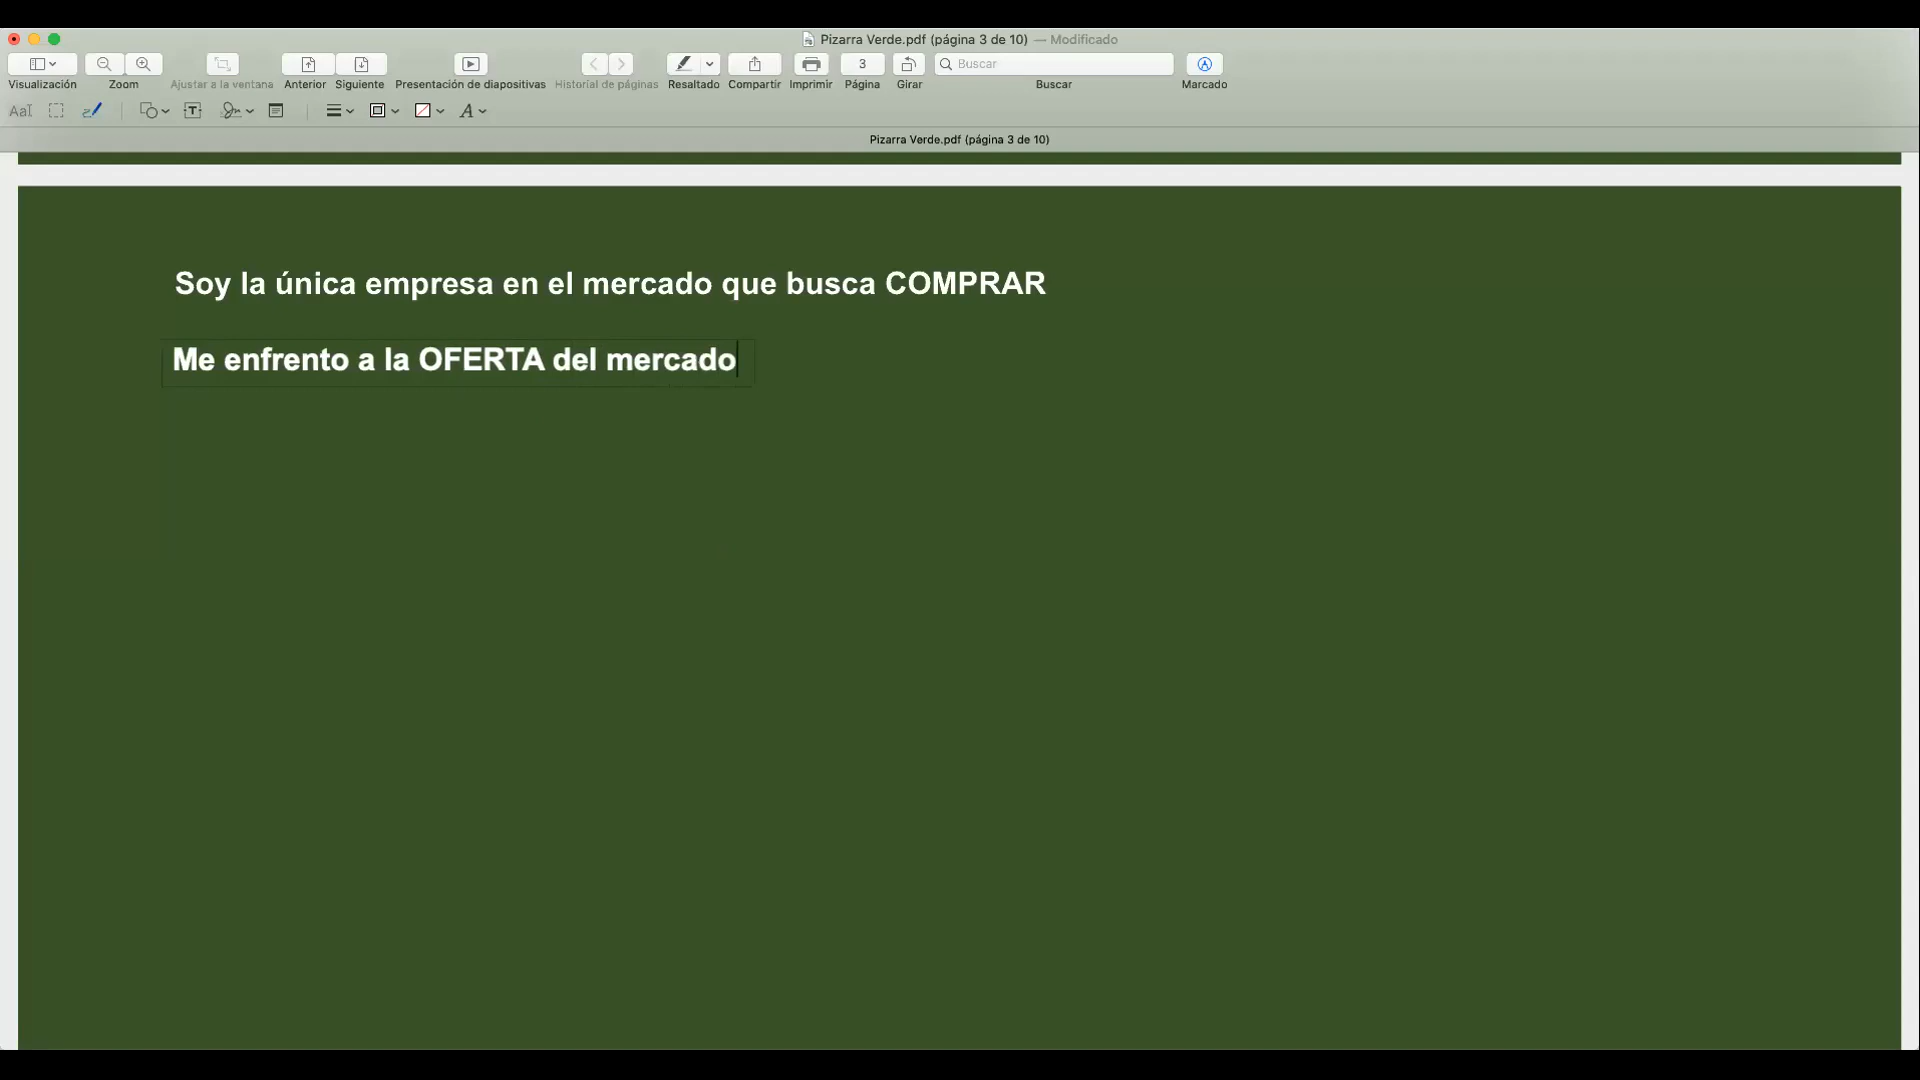 Pizarra Verde.pdf (página 3 de 10) — Modificado
3
Buscar
Visualización
Zoom
Ajustar a la ventana
Anterior
Siguiente
Presentación de diapositivas
Historial de páginas
Resaltado
Compartir
Imprimir
Página
Girar
Buscar
Marcado
Pizarra Verde.pdf (página 3 de 10)
Soy la única empresa en el mercado que busca COMPRAR
Me enfrento a la OFERTA del mercado